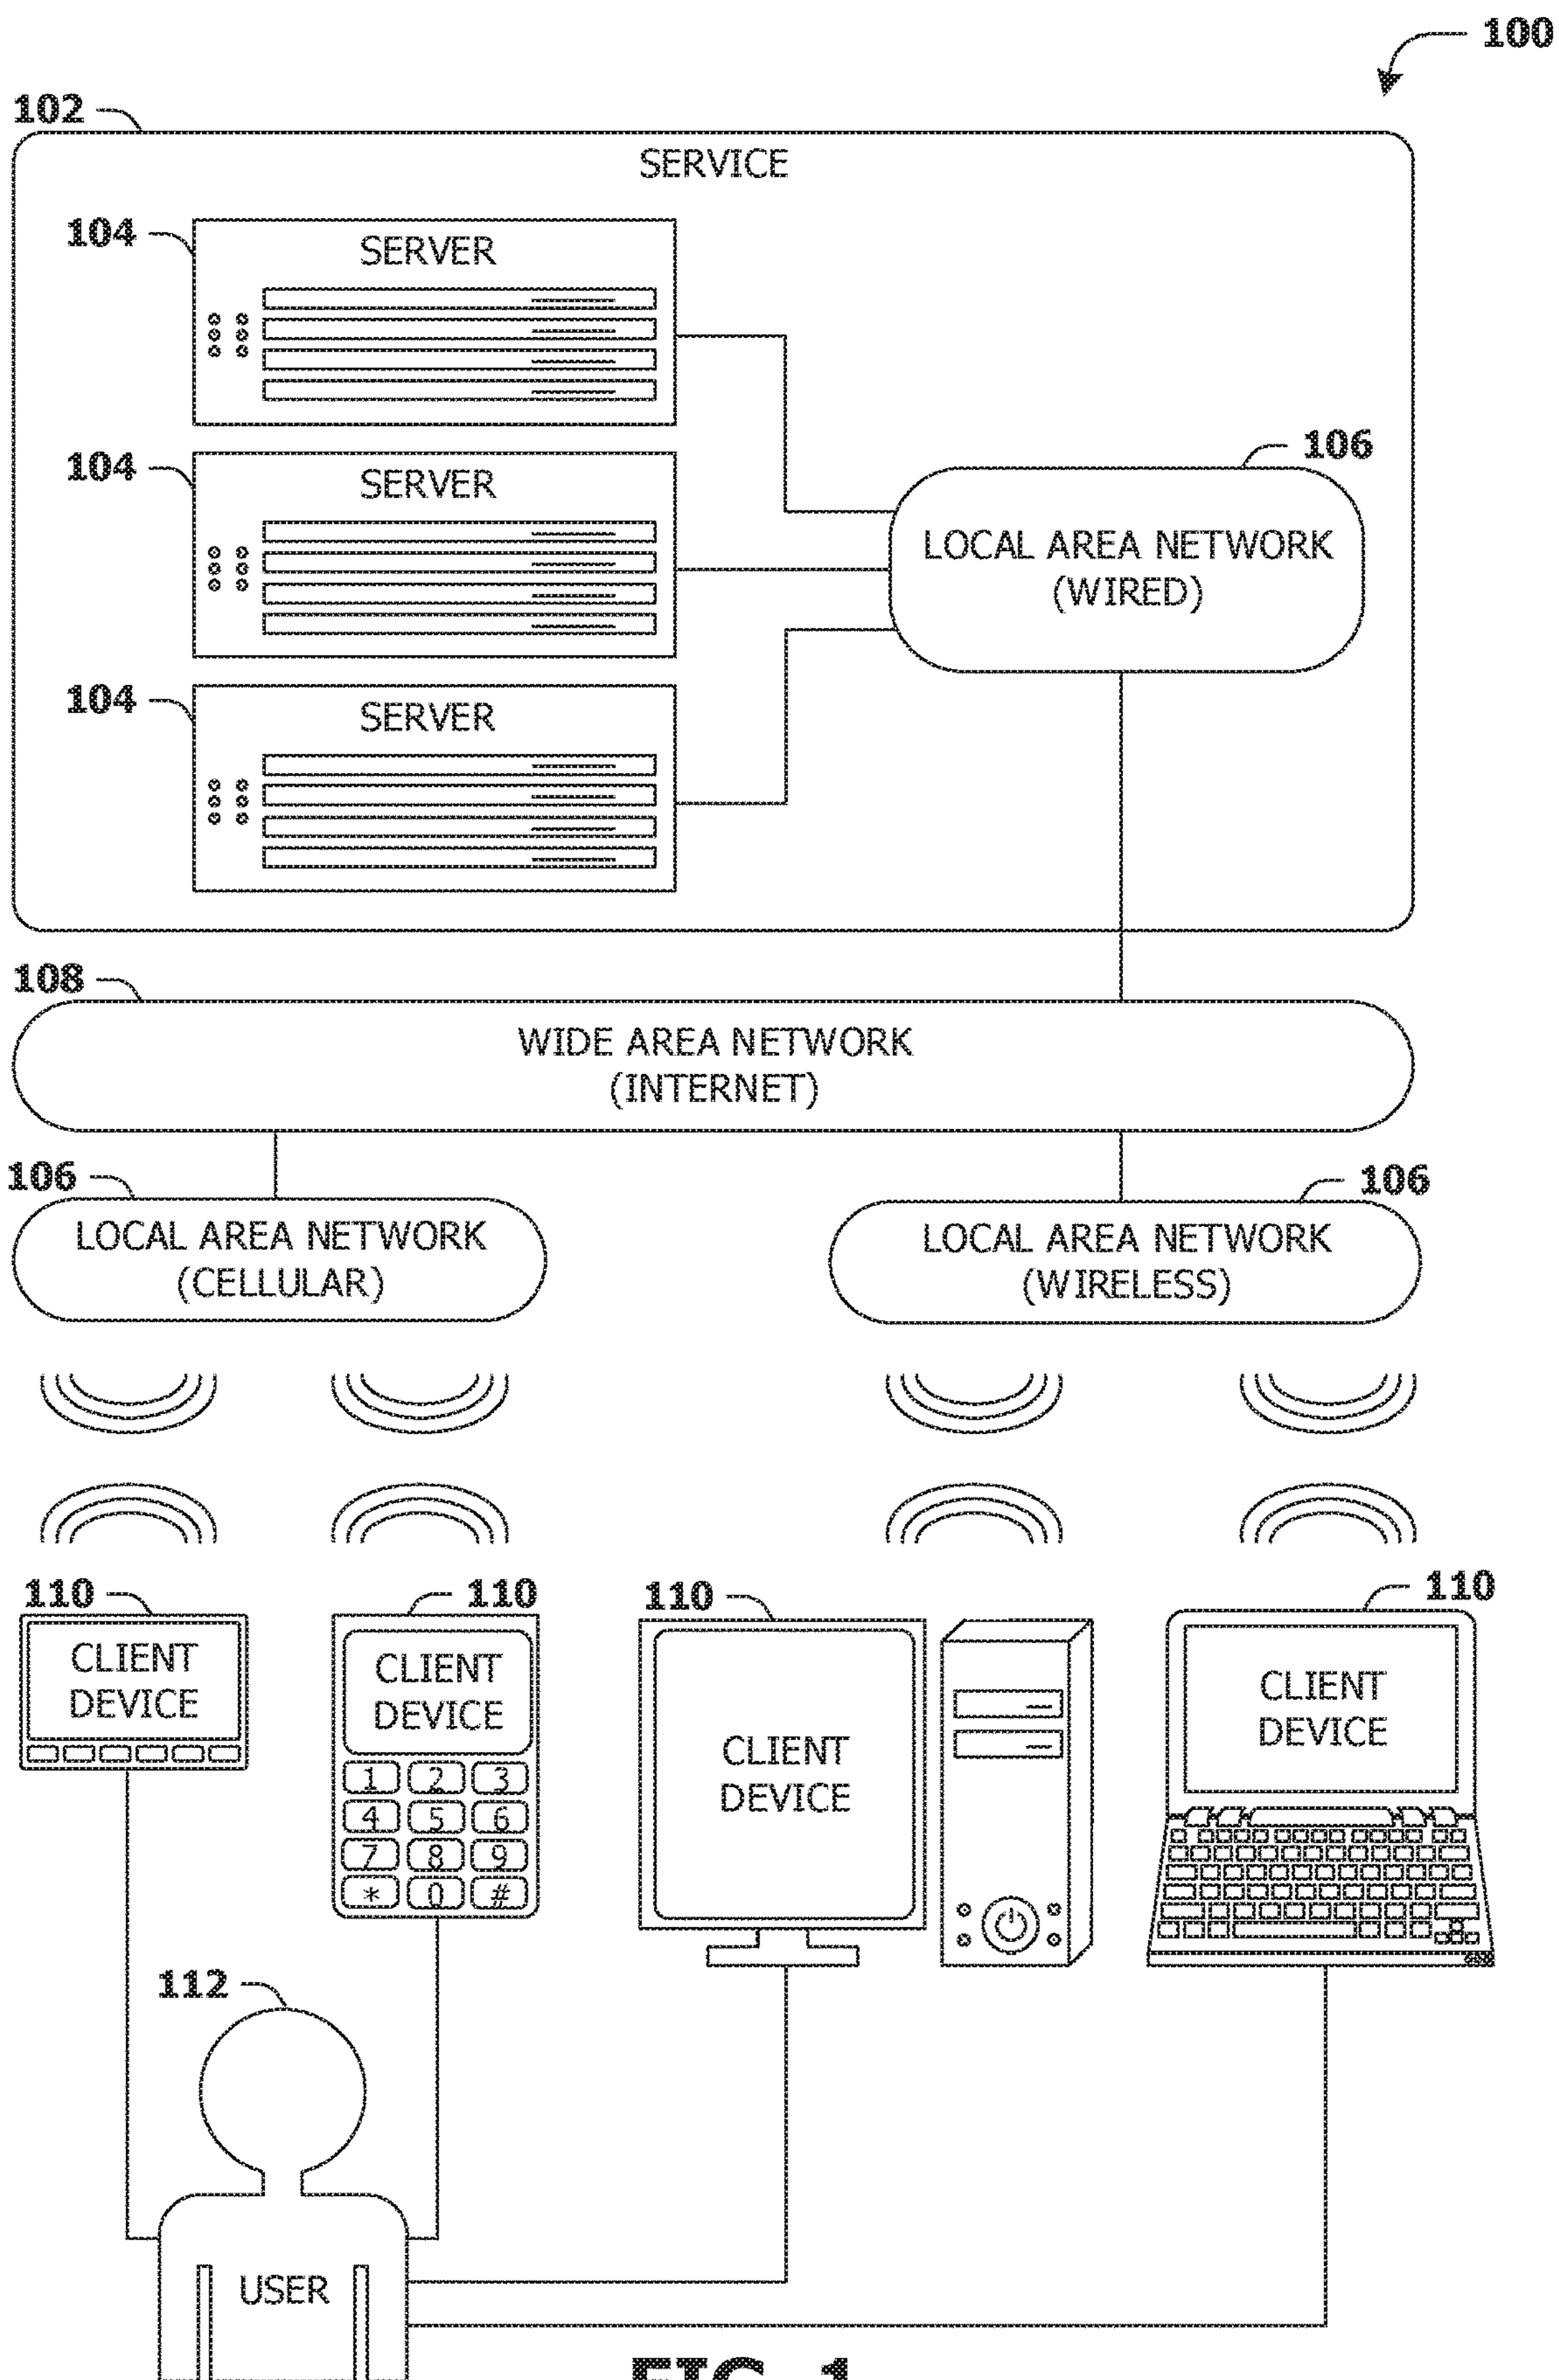 100
102
SERVICE
104
SERVER
104
SERVER
106
LOCAL AREA NETWORK
(WIRED)
104
SERVER
108
WIDE AREA NETWORK
(INTERNET)
106
LOCAL AREA NETWORK
(CELLULAR)
106
LOCAL AREA NETWORK
(WIRELESS)
110
CLIENT
DEVICE
110
CLIENT
DEVICE
1 2 3
4 5 6
7 8 9
* 0 #
110
CLIENT
DEVICE
110
CLIENT
DEVICE
112
USER
FIG. 1